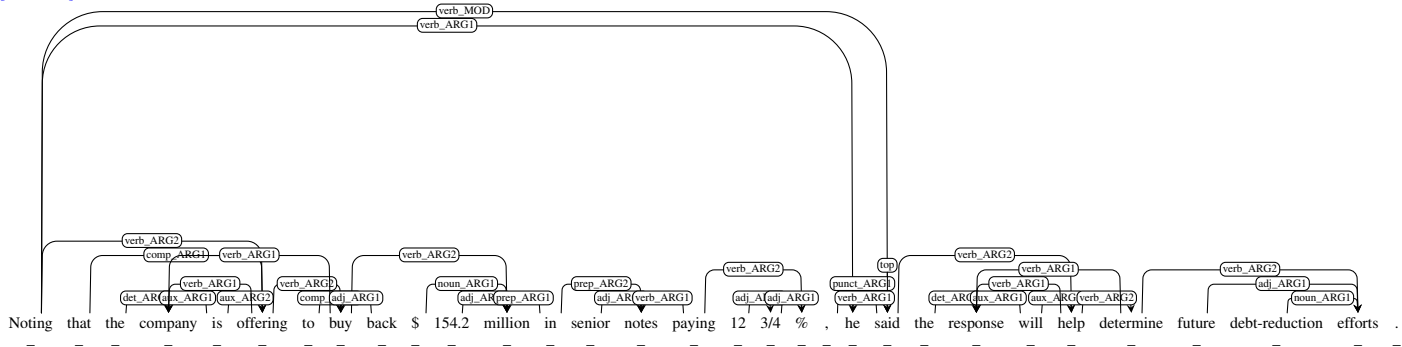 verb_MOD
verb_ARG1
verb_ARG2
comp_ARG1 verb_ARG1 verb_ARG2 verb_ARG2 top
verb_ARG1 verb_ARG2 noun_ARG1 prep_ARG2 verb_ARG2 punct_ARG1 verb_ARG1 verb_ARG1 verb_ARG2 adj_ARG1
aux_ARG1 aux_ARG2 adj_ARG1 prep_ARG1 verb_ARG1 adj_ARG1 verb_ARG1 aux_ARG1 verb_ARG2 noun_ARG1
Noting that the company is offering to buy back $ 154.2 million in senior notes paying 12 3/4 % , he said the response will help determine future debt-reduction efforts .
_ _ _ _ _ _ _ _ _ _ _ _ _ _ _ _ _ _ _ _ _ _ _ _ _ _ _ _ _ _ _